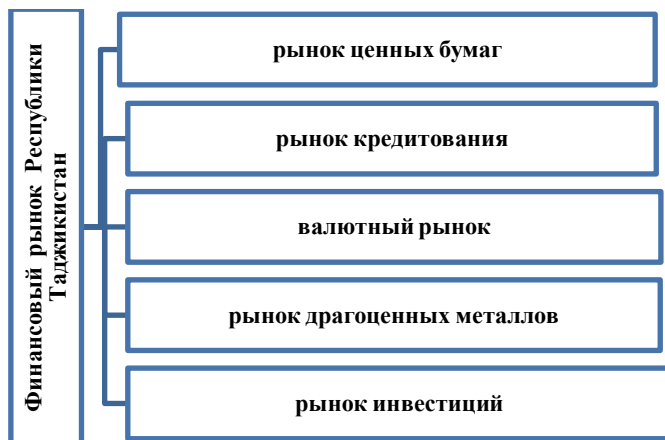 Финансовый рынок Республики
Таджикистан
рынок ценных бумаг
рынок кредитования
валютный рынок
рынок драгоценных металлов
рынок инвестиций